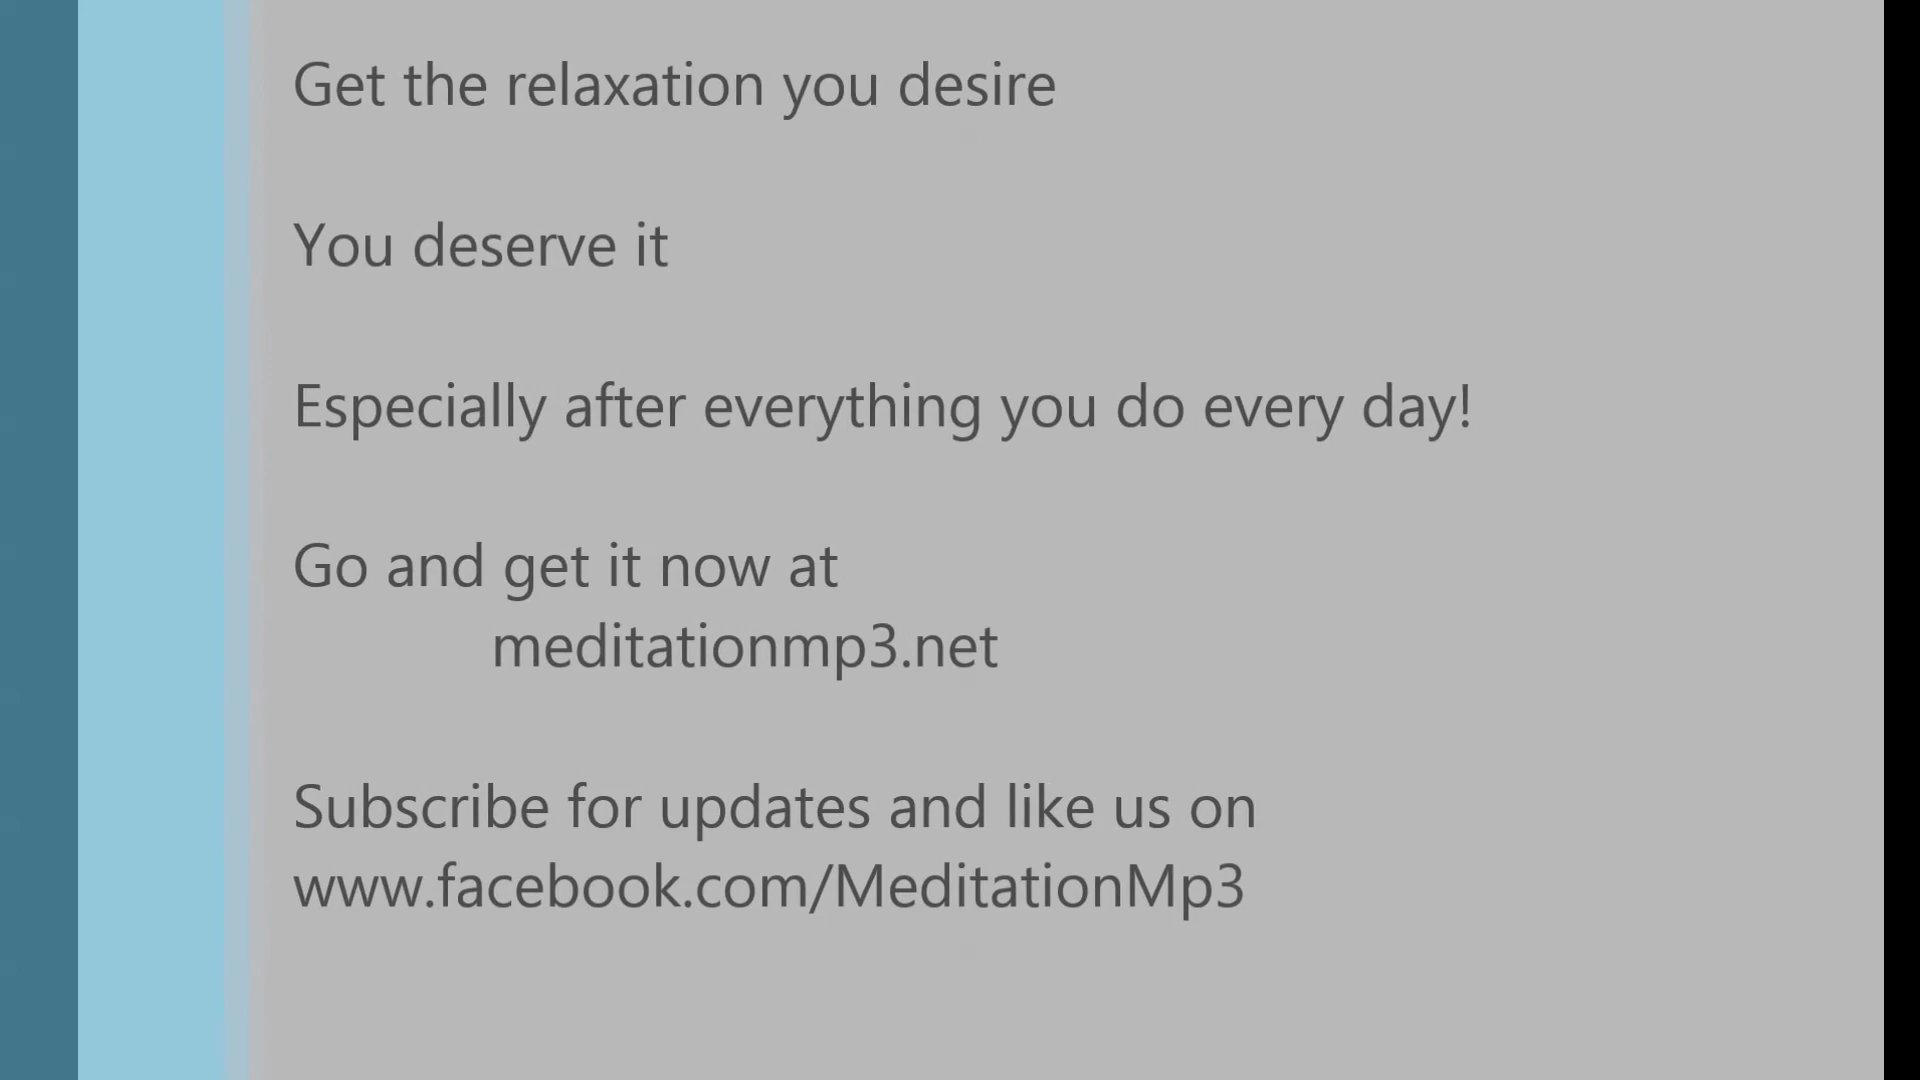 Get the relaxation you desire
You deserve it
Especially after everything you do every day!
Go and get it now at
meditationmp3.net
Subscribe for updates and like us on
www.facebook.com/MeditationMp3